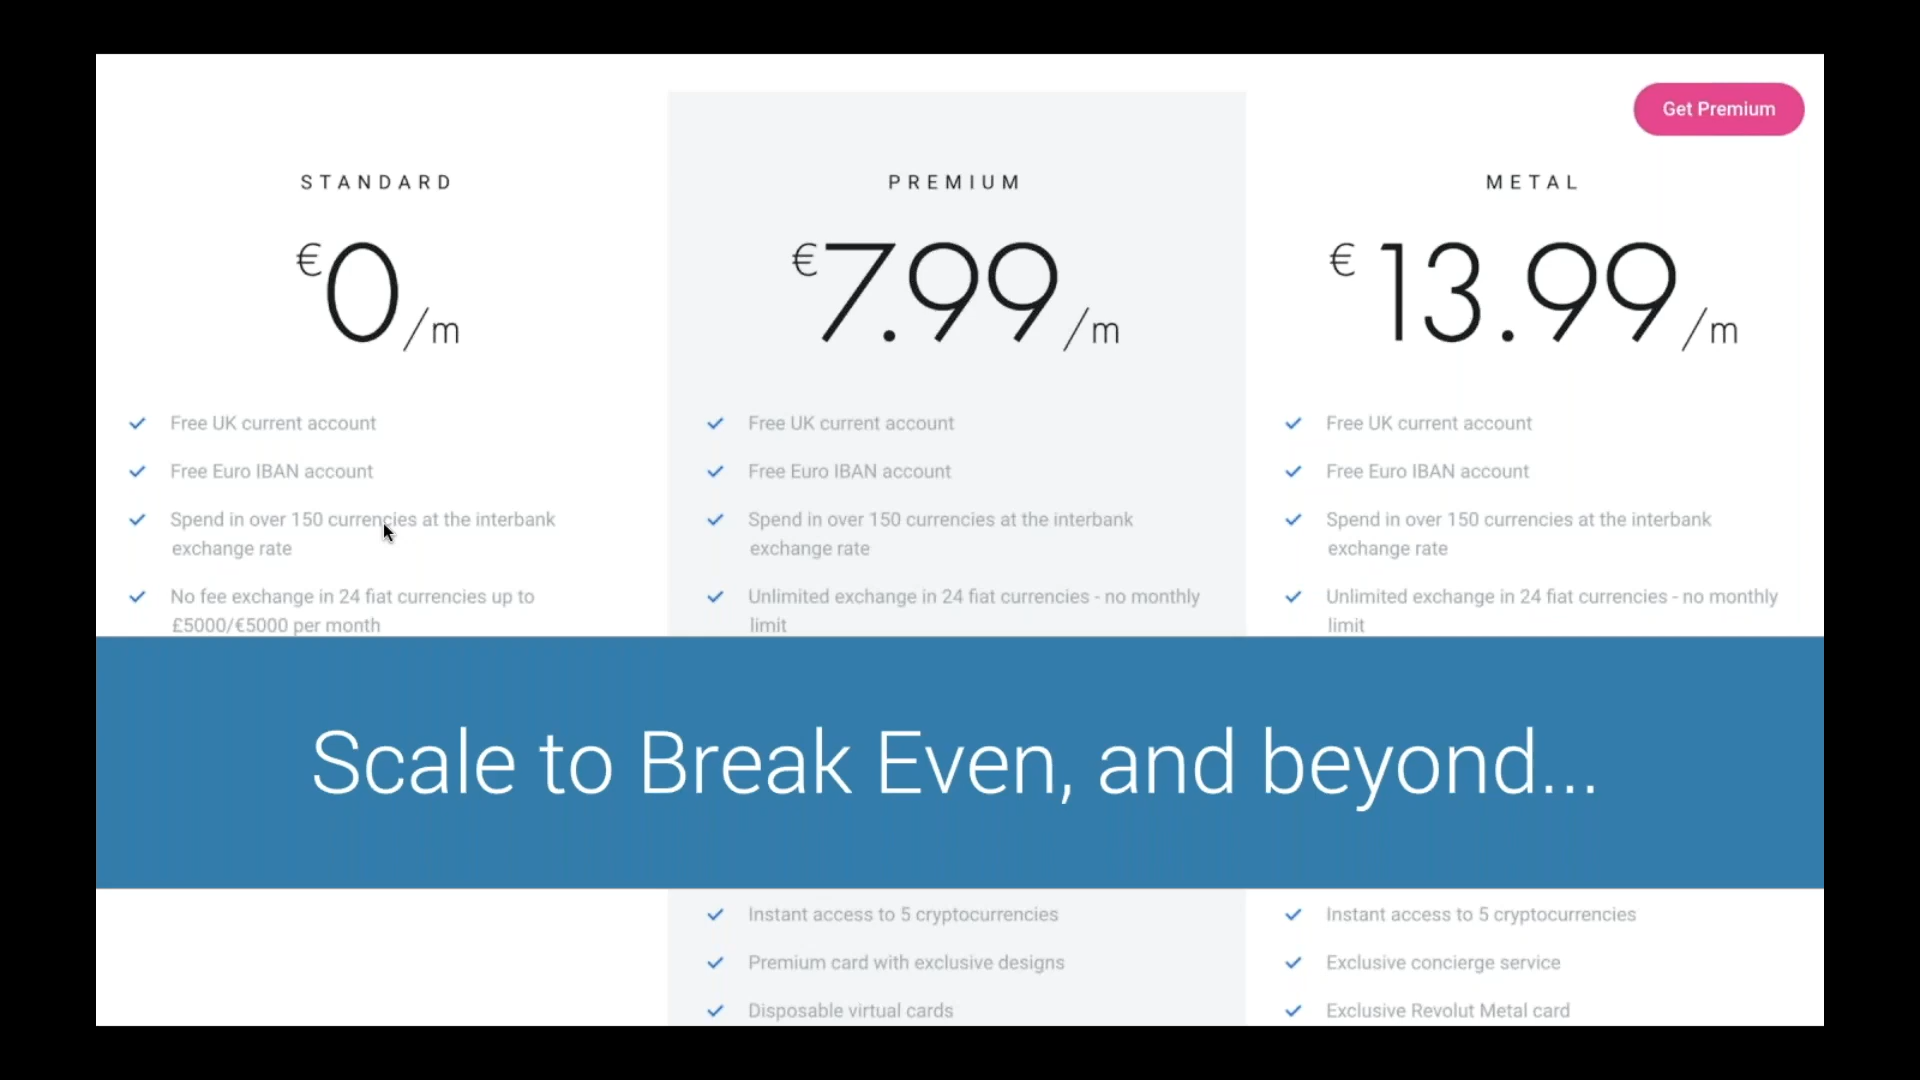 Get Premium
STANDARD
€0/m
Free UK current account
Free Euro IBAN account
Spend in over 150 currencies at the interbank
exchange rate
No fee exchange in 24 fiat currencies up to
£5000/€5000 per month
PREMIUM
€7.99/m
Free UK current account
Free Euro IBAN account
Spend in over 150 currencies at the interbank
exchange rate
Unlimited exchange in 24 fiat currencies - no monthly
limit
METAL
€13.99/m
Free UK current account
Free Euro IBAN account
Spend in over 150 currencies at the interbank
exchange rate
Unlimited exchange in 24 fiat currencies - no monthly
limit
Scale to Break Even, and beyond...
Instant access to 5 cryptocurrencies
Premium card with exclusive designs
Disposable virtual cards
Instant access to 5 cryptocurrencies
Exclusive concierge service
Exclusive Revolut Metal card